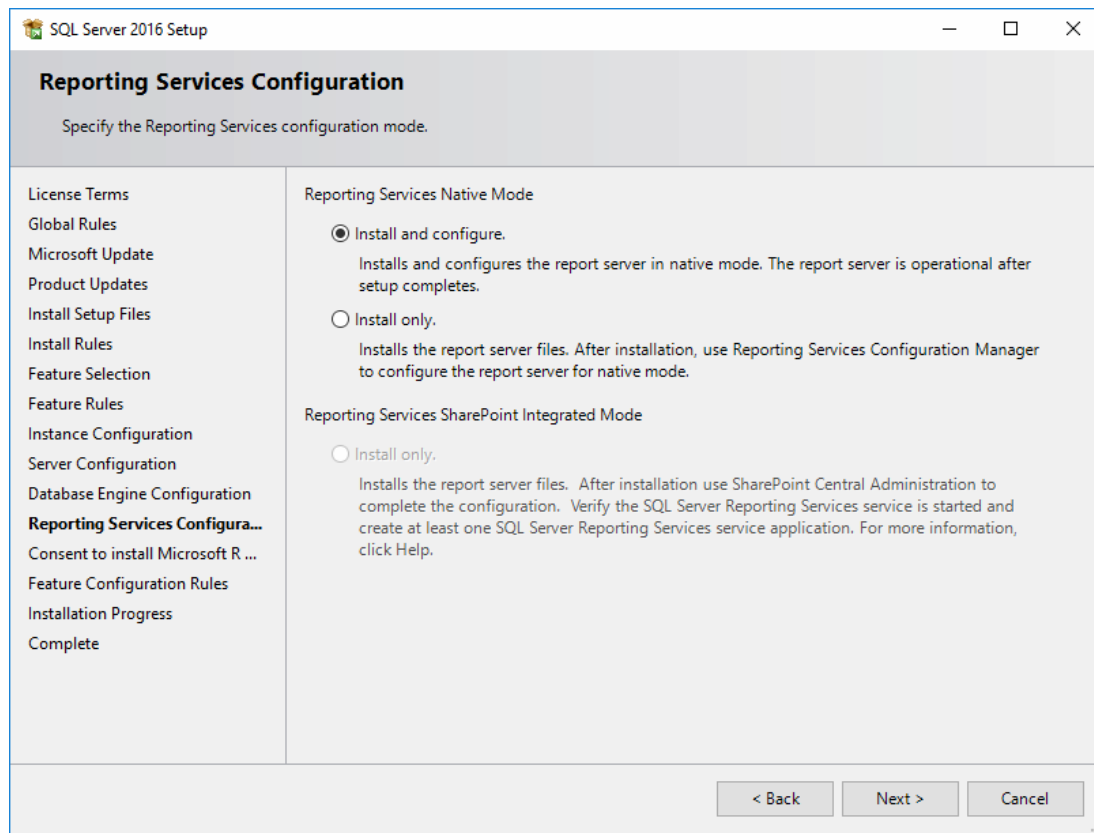 SQL Server 2016 Setup
Reporting Services Configuration
Specify the Reporting Services configuration mode.
License Terms
Global Rules
Microsoft Update
Product Updates
Install Setup Files
Install Rules
Feature Selection
Feature Rules
Instance Configuration
Server Configuration
Database Engine Configuration
Reporting Services Configura...
Consent to install Microsoft R ...
Feature Configuration Rules
Installation Progress
Complete
Reporting Services Native Mode
Install and configure.
Installs and configures the report server in native mode. The report server is operational after
setup completes.
Install only.
Installs the report server files. After installation, use Reporting Services Configuration Manager
to configure the report server for native mode.
Reporting Services SharePoint Integrated Mode
Install only.
Installs the report server files.  After installation use SharePoint Central Administration to
complete the configuration.  Verify the SQL Server Reporting Services service is started and
create at least one SQL Server Reporting Services service application. For more information,
click Help.
< Back
Next >
Cancel